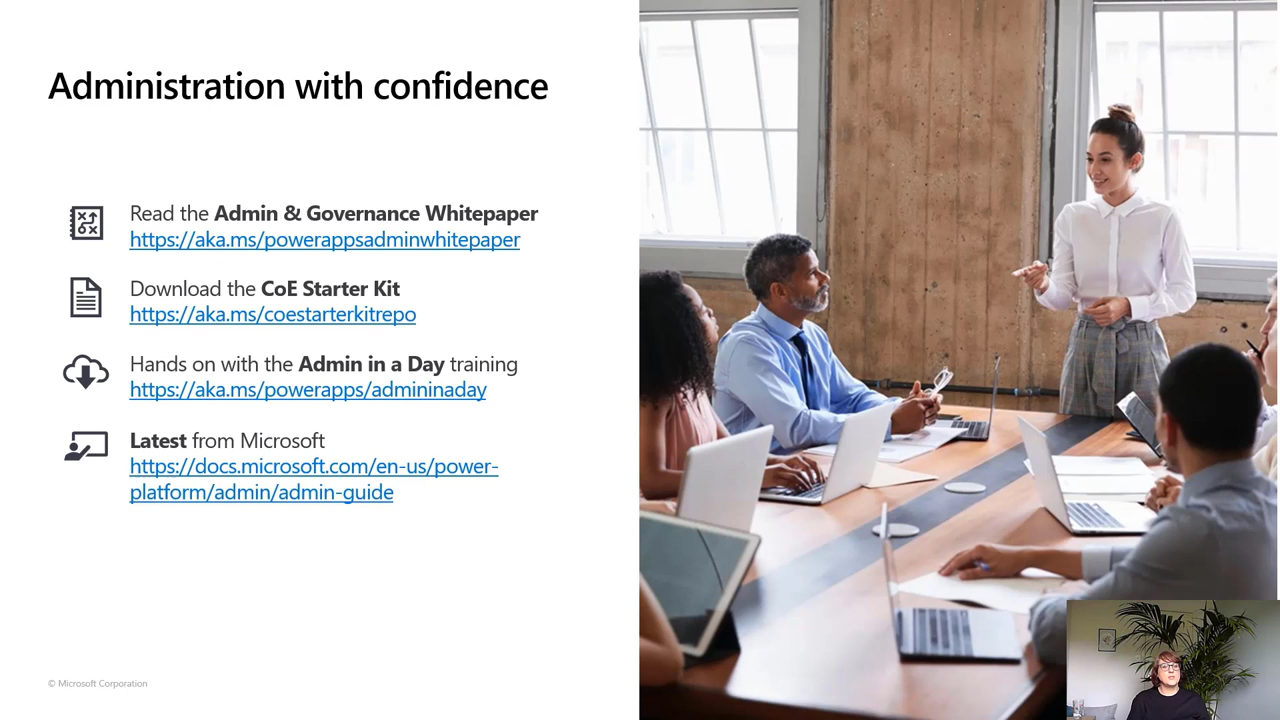 Administration with confidence
Read the Admin & Governance Whitepaper
https://aka.ms/powerappsadminwhitepaper
Download the CoE Starter Kit
https://aka.ms/coestarterkitrepo
Hands on with the Admin in a Day training
https://aka.ms/powerapps/admininaday
Latest from Microsoft
https://docs.microsoft.com/en-us/power-
platform/admin/admin-guide
© Microsoft Corporation